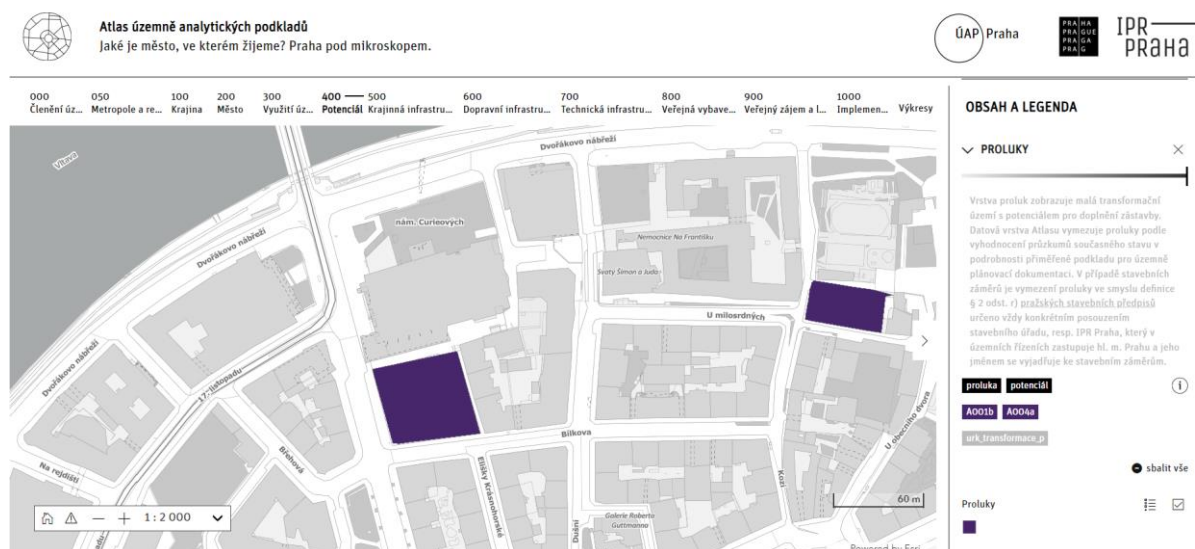 Atlas územně analytických podkladů
Jaké je město, ve kterém žijeme? Praha pod mikroskopem.
ÚAP Praha
PRA HA
PRA GUE
PRA GA
PRA G
IPR
PRAHA
000 050 100 200 300 400 500 600 700 800 900 1000
Členění úz... Metropole a re... Krajina Město Využití úz... Potenciál Krajinná infrastru... Dopravní infrastru... Technická infrastru... Veřejná vybave... Veřejný zájem a l... Implemen... Výkresy
OBSAH A LEGENDA
PROLUKY
Vrstva proluk zobrazuje malá transformační
území s potenciálem pro doplnění zástavby.
Datová vrstva Atlasu vymezuje proluky podle
vyhodnocení průzkumů současného stavu v
podrobnosti přiměřené podkladu pro územně
plánovací dokumentaci. V případě stavebních
záměrů je vymezení proluky ve smyslu definice
§ 2 odst. r) pražských stavebních předpisů
určeno vždy konkrétním posouzením
stavebního úřadu, resp. IPR Praha, který v
územních řízeních zastupuje hl. m. Prahu a jeho
jménem se vyjadřuje ke stavebním záměrům.
proluka potenciál
A001b A004a
urk_transformace_p
sbalit vše
Proluky
Vltava
Dvořákovo nábřeží
nám. Curieových
Dvořákovo nábřeží
Nemocnice Na Františku
Svatý Šimon a Juda
Dvořákovo nábřeží
U milosrdných
17. listopadu
Bílkova
U obecního dvora
Břehová
Na rejdišti
Elišky Krásnohorské
Dušní
Kozí
Galerie Roberta
Guttmanna
60 m
1 : 2 000
Powered by Esri